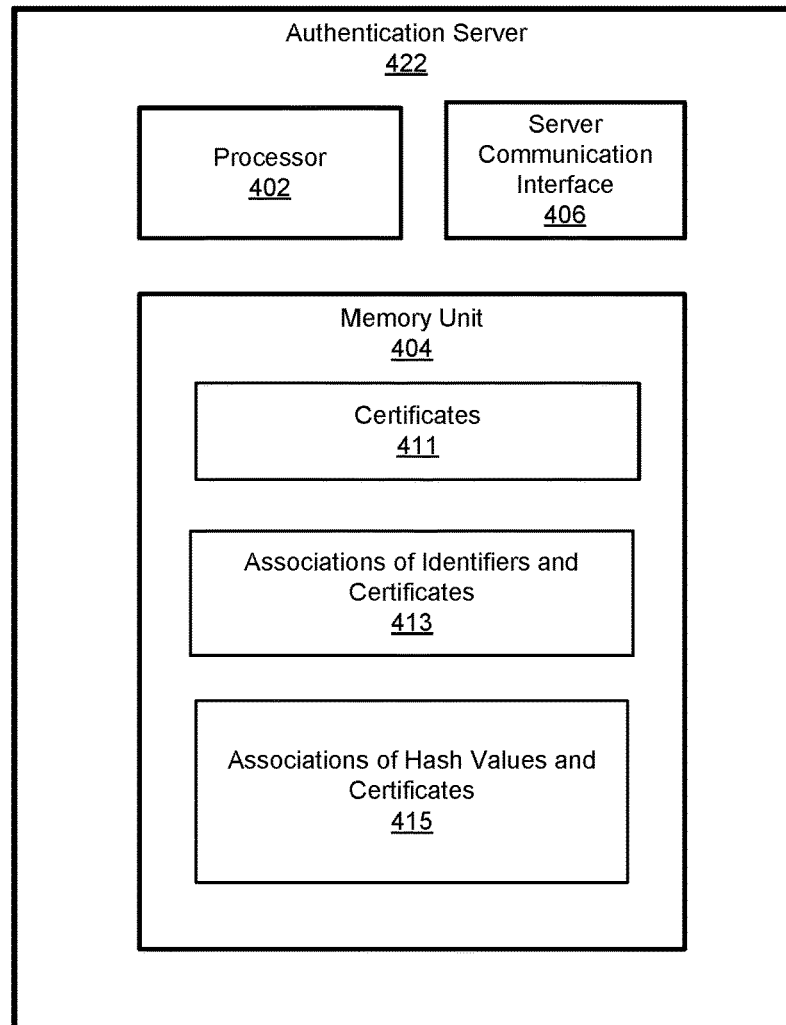 Authentication Server
422
Processor
402
Server
Communication
Interface
406
Memory Unit
404
Certificates
411
Associations of Identifiers and
Certificates
413
Associations of Hash Values and
Certificates
415